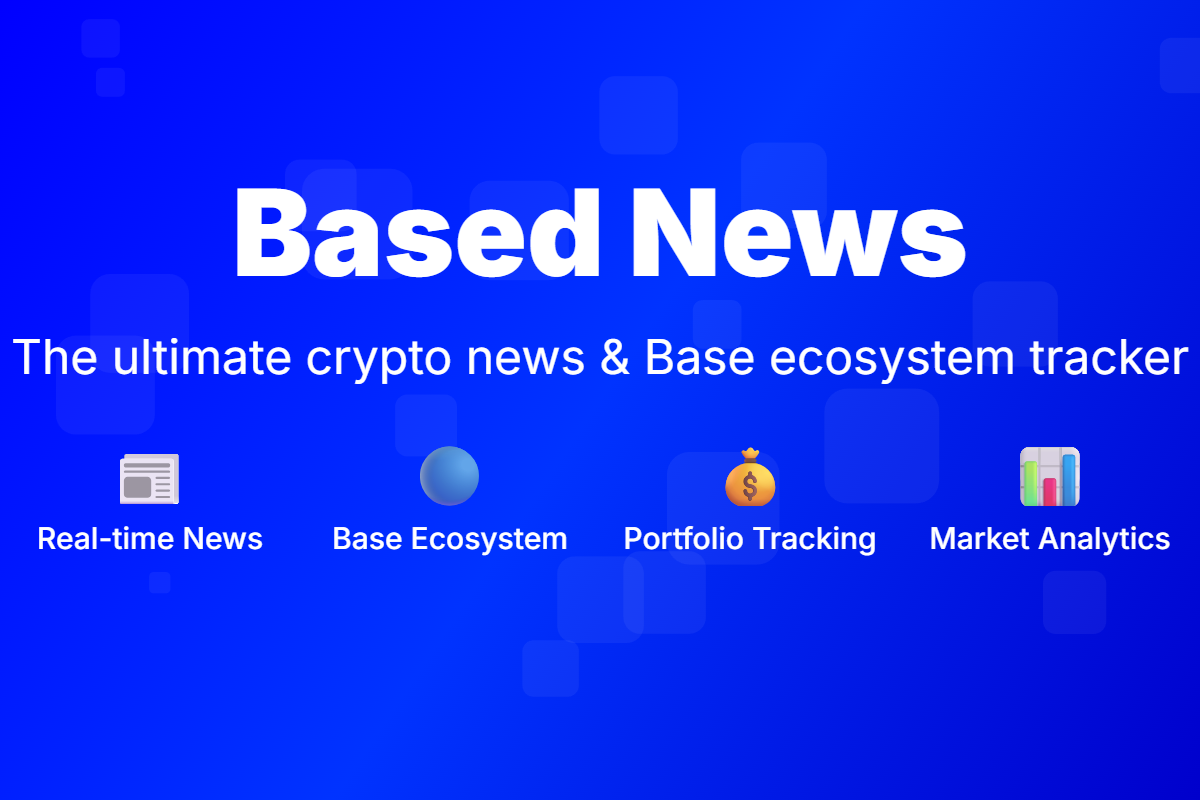 Based News
The ultimate crypto news & Base ecosystem tracker
Real-time News
Base Ecosystem
Portfolio Tracking
Market Analytics